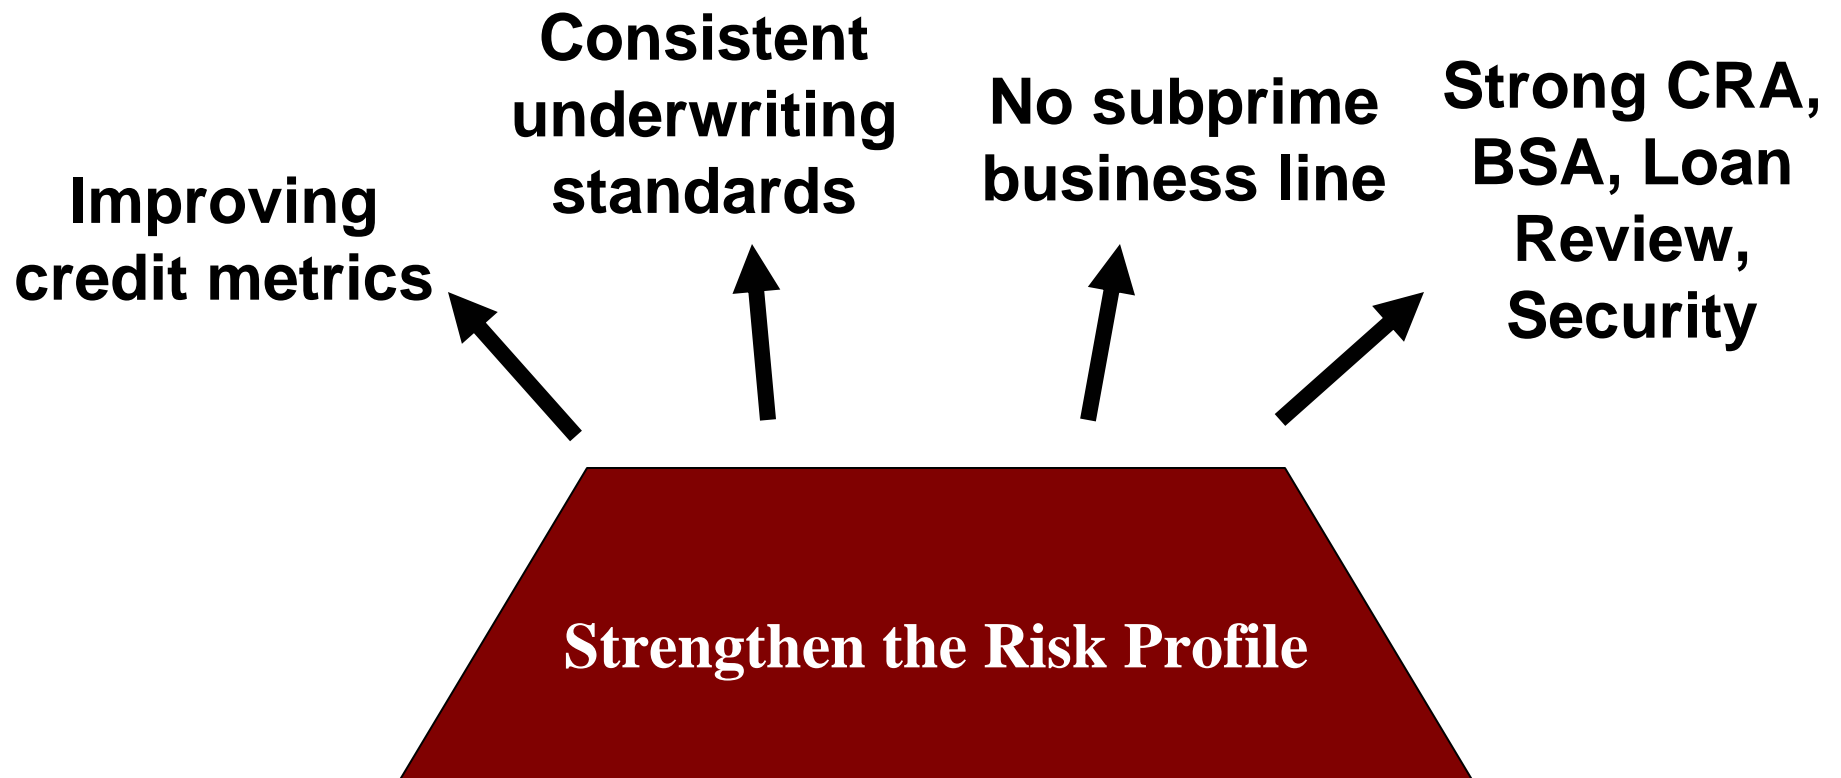 Improving
credit metrics
Consistent
underwriting
standards
No subprime
business line
Strong CRA,
BSA, Loan
Review,
Security
Strengthen the Risk Profile